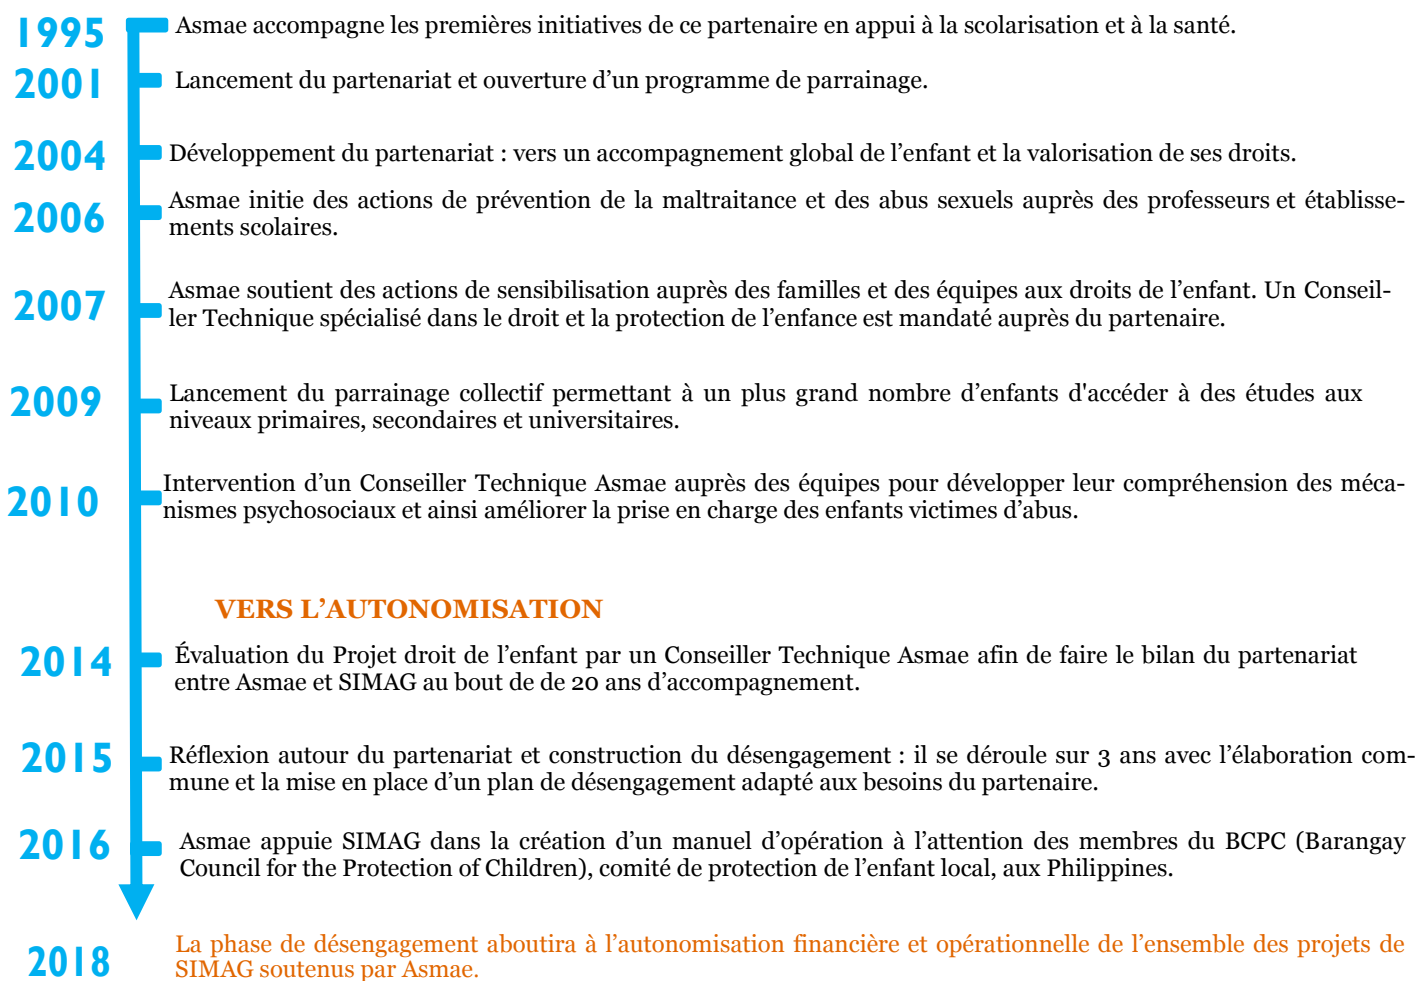 1995 Asmae accompagne les premières initiatives de ce partenaire en appui à la scolarisation et à la santé.
2001 Lancement du partenariat et ouverture d’un programme de parrainage.
2004 Développement du partenariat : vers un accompagnement global de l’enfant et la valorisation de ses droits.
2006 Asmae initie des actions de prévention de la maltraitance et des abus sexuels auprès des professeurs et établisse-
ments scolaires.
2007 Asmae soutient des actions de sensibilisation auprès des familles et des équipes aux droits de l’enfant. Un Conseil-
ler Technique spécialisé dans le droit et la protection de l’enfance est mandaté auprès du partenaire.
2009 Lancement du parrainage collectif permettant à un plus grand nombre d’enfants d'accéder à des études aux
niveaux primaires, secondaires et universitaires.
2010 Intervention d’un Conseiller Technique Asmae auprès des équipes pour développer leur compréhension des méca-
nismes psychosociaux et ainsi améliorer la prise en charge des enfants victimes d’abus.
VERS L’AUTONOMISATION
2014 Évaluation du Projet droit de l’enfant par un Conseiller Technique Asmae afin de faire le bilan du partenariat
entre Asmae et SIMAG au bout de de 20 ans d’accompagnement.
2015 Réflexion autour du partenariat et construction du désengagement : il se déroule sur 3 ans avec l’élaboration com-
mune et la mise en place d’un plan de désengagement adapté aux besoins du partenaire.
2016 Asmae appuie SIMAG dans la création d’un manuel d’opération à l’attention des membres du BCPC (Barangay
Council for the Protection of Children), comité de protection de l’enfant local, aux Philippines.
2018 La phase de désengagement aboutira à l’autonomisation financière et opérationnelle de l’ensemble des projets de
SIMAG soutenus par Asmae.